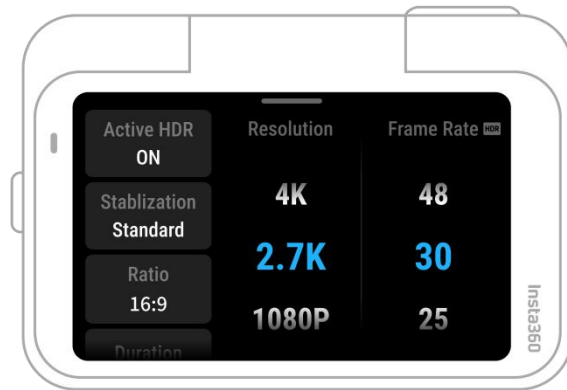 Active HDR
ON
Stablization
Standard
Ratio
16:9
Duration
Resolution
4K
2.7K
1080P
Frame Rate HDR
48
30
25
Insta360